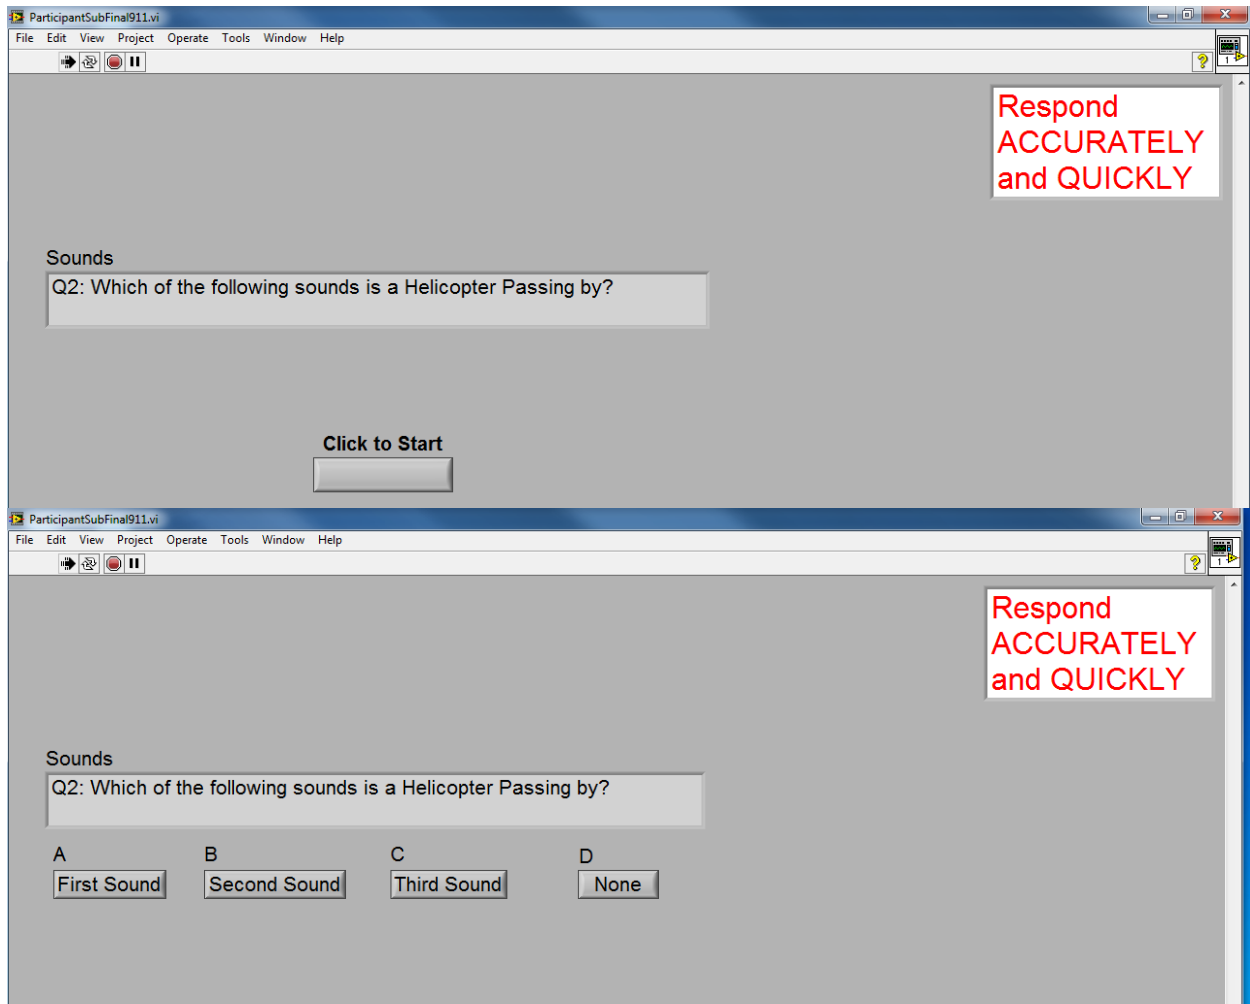 ParticipantSubFinal911.vi
File Edit View Project Operate Tools Window Help
?
1
Respond
ACCURATELY
and QUICKLY
Sounds
Q2: Which of the following sounds is a Helicopter Passing by?
Click to Start
ParticipantSubFinal911.vi
File Edit View Project Operate Tools Window Help
?
1
Respond
ACCURATELY
and QUICKLY
Sounds
Q2: Which of the following sounds is a Helicopter Passing by?
A B C D
First Sound Second Sound Third Sound None